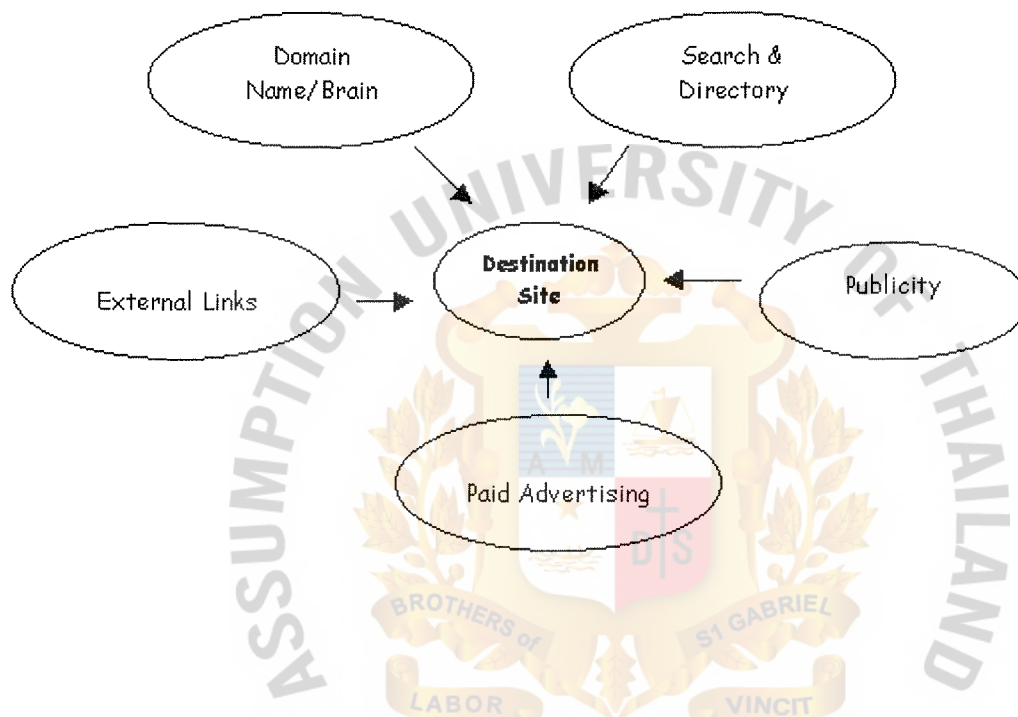 Domain
Name/Brain
Search &
Directory
Destination
Site
External Links
Publicity
Paid Advertising
ASSUMPTION UNIVERSITY OF THAILAND
A M
D S
BROTHERS of
S1 GABRIEL
LABOR
VINCIT